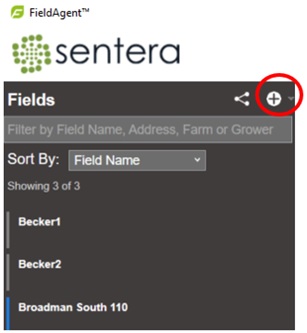 FieldAgent™
sentera
Fields
Filter by Field Name, Address, Farm or Grower
Sort By: Field Name
Showing 3 of 3
Becker1
Becker2
Broadman South 110